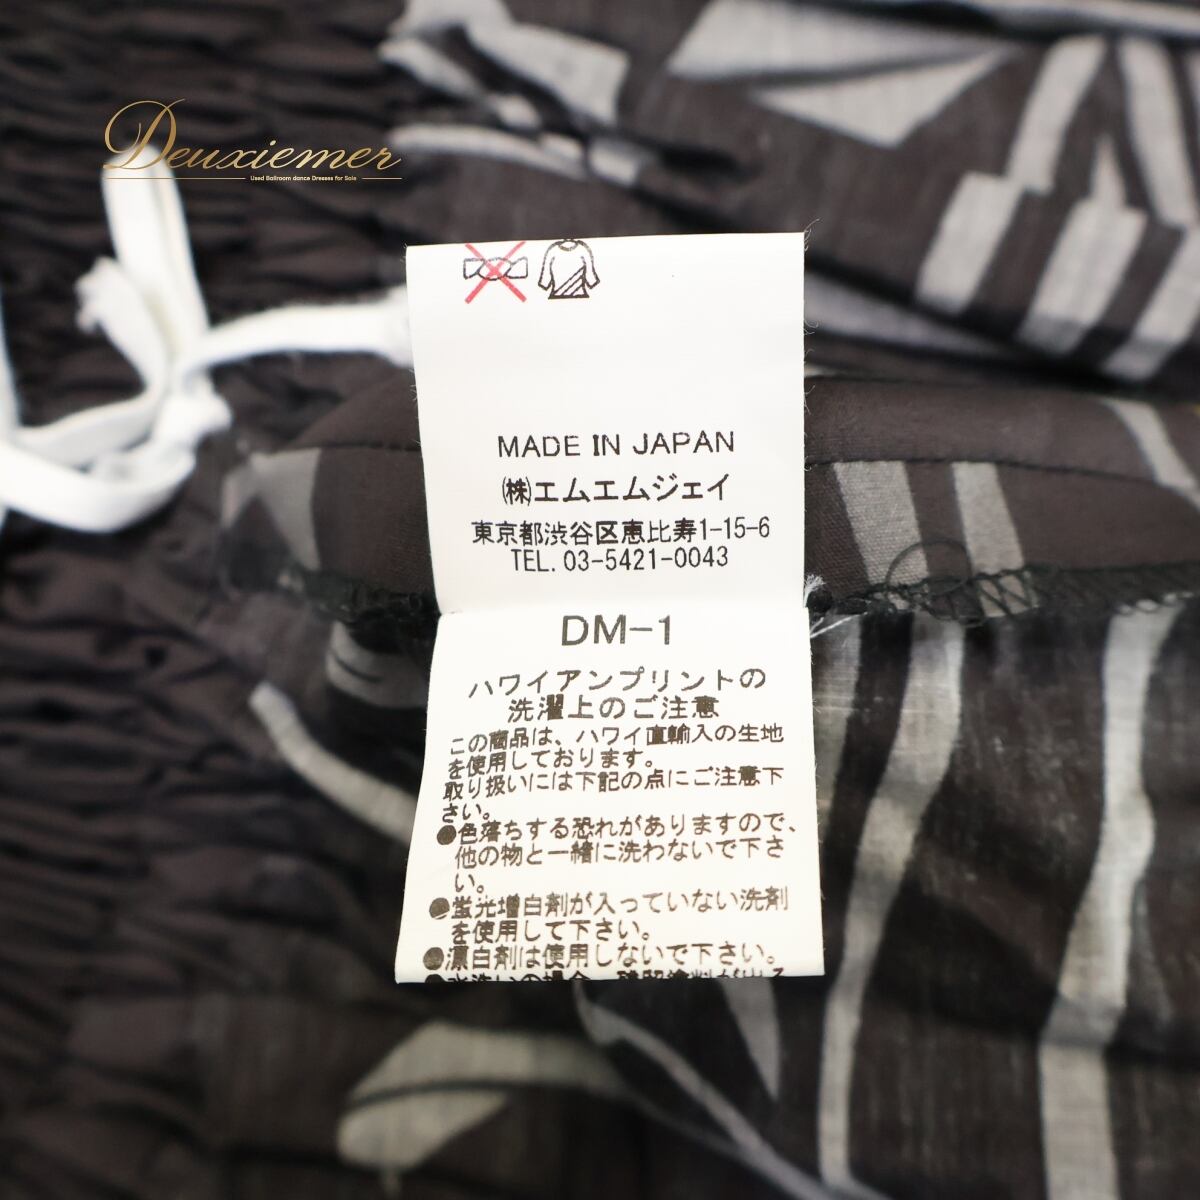 Deuxiemer
Used Ballroom dance Dresses for Sale
MADE IN JAPAN
㈱エムエムジェイ
東京都渋谷区恵比寿1-15-6
TEL. 03-5421-0043
DM-1
ハワイアンプリントの
洗濯上のご注意
この商品は、ハワイ直輸入の生地
を使用しております。
取り扱いには下記の点にご注意下
さい。
●色落ちする恐れがありますので、
他の物と一緒に洗わないで下さ
い。
●蛍光増白剤が入っていない洗剤
を使用して下さい。
●漂白剤は使用しないで下さい。
●水洗いの場合、